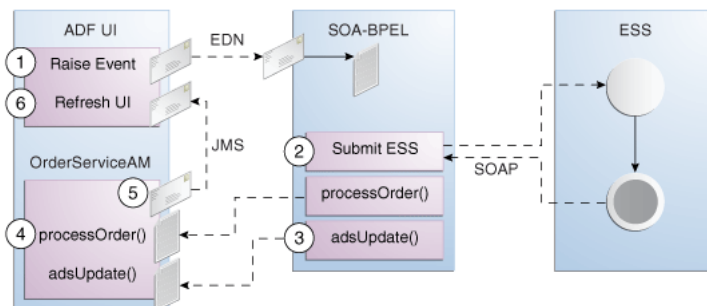 ADF UI
SOA-BPEL
ESS
1 Raise Event
EDN
6 Refresh UI
JMS
OrderServiceAM
5
4 processOrder()
adsUpdate()
2 Submit ESS
SOAP
processOrder()
3 adsUpdate()